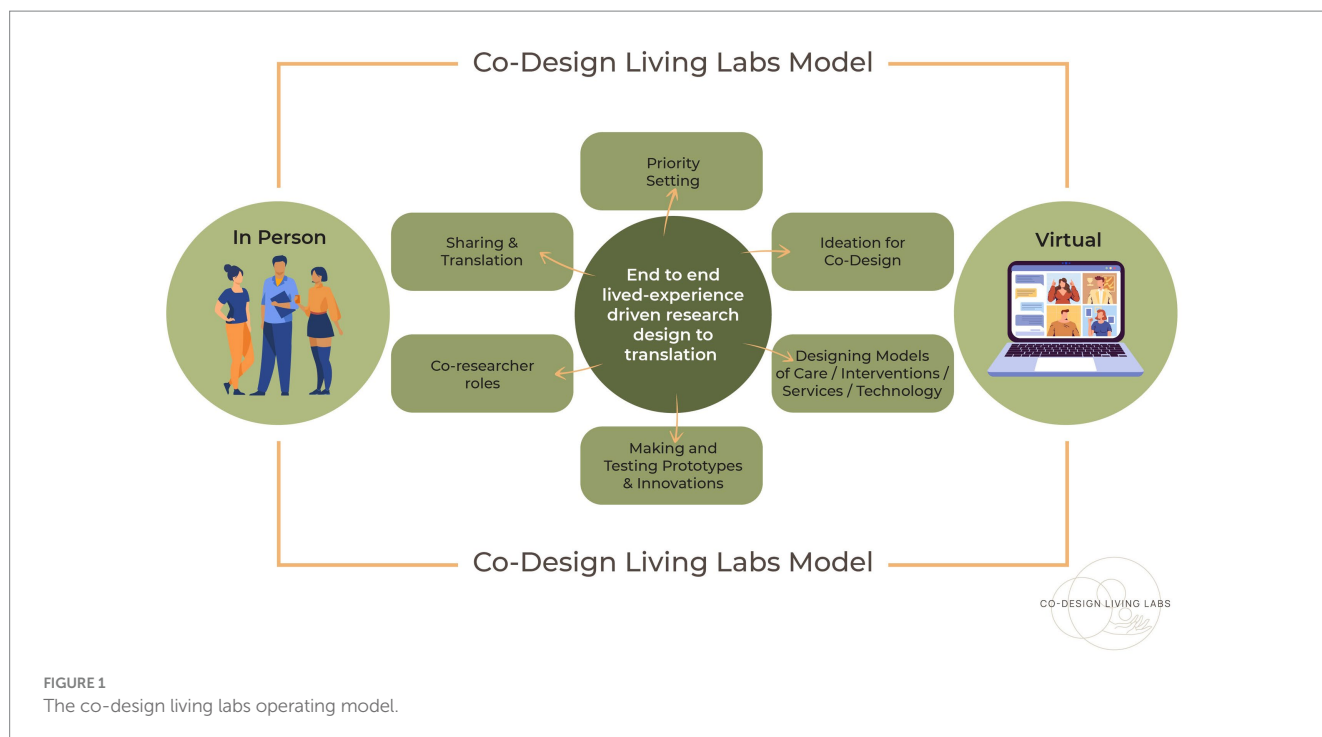 Co-Design Living Labs Model
In Person
Priority
Setting
Sharing &
Translation
Ideation for
Co-Design
Virtual
End to end
lived-experience
driven research
design to
translation
Co-researcher
roles
Designing Models
of Care / Interventions /
Services / Technology
Making and
Testing Prototypes
& Innovations
Co-Design Living Labs Model
CO-DESIGN LIVING LABS
FIGURE 1
The co-design living labs operating model.